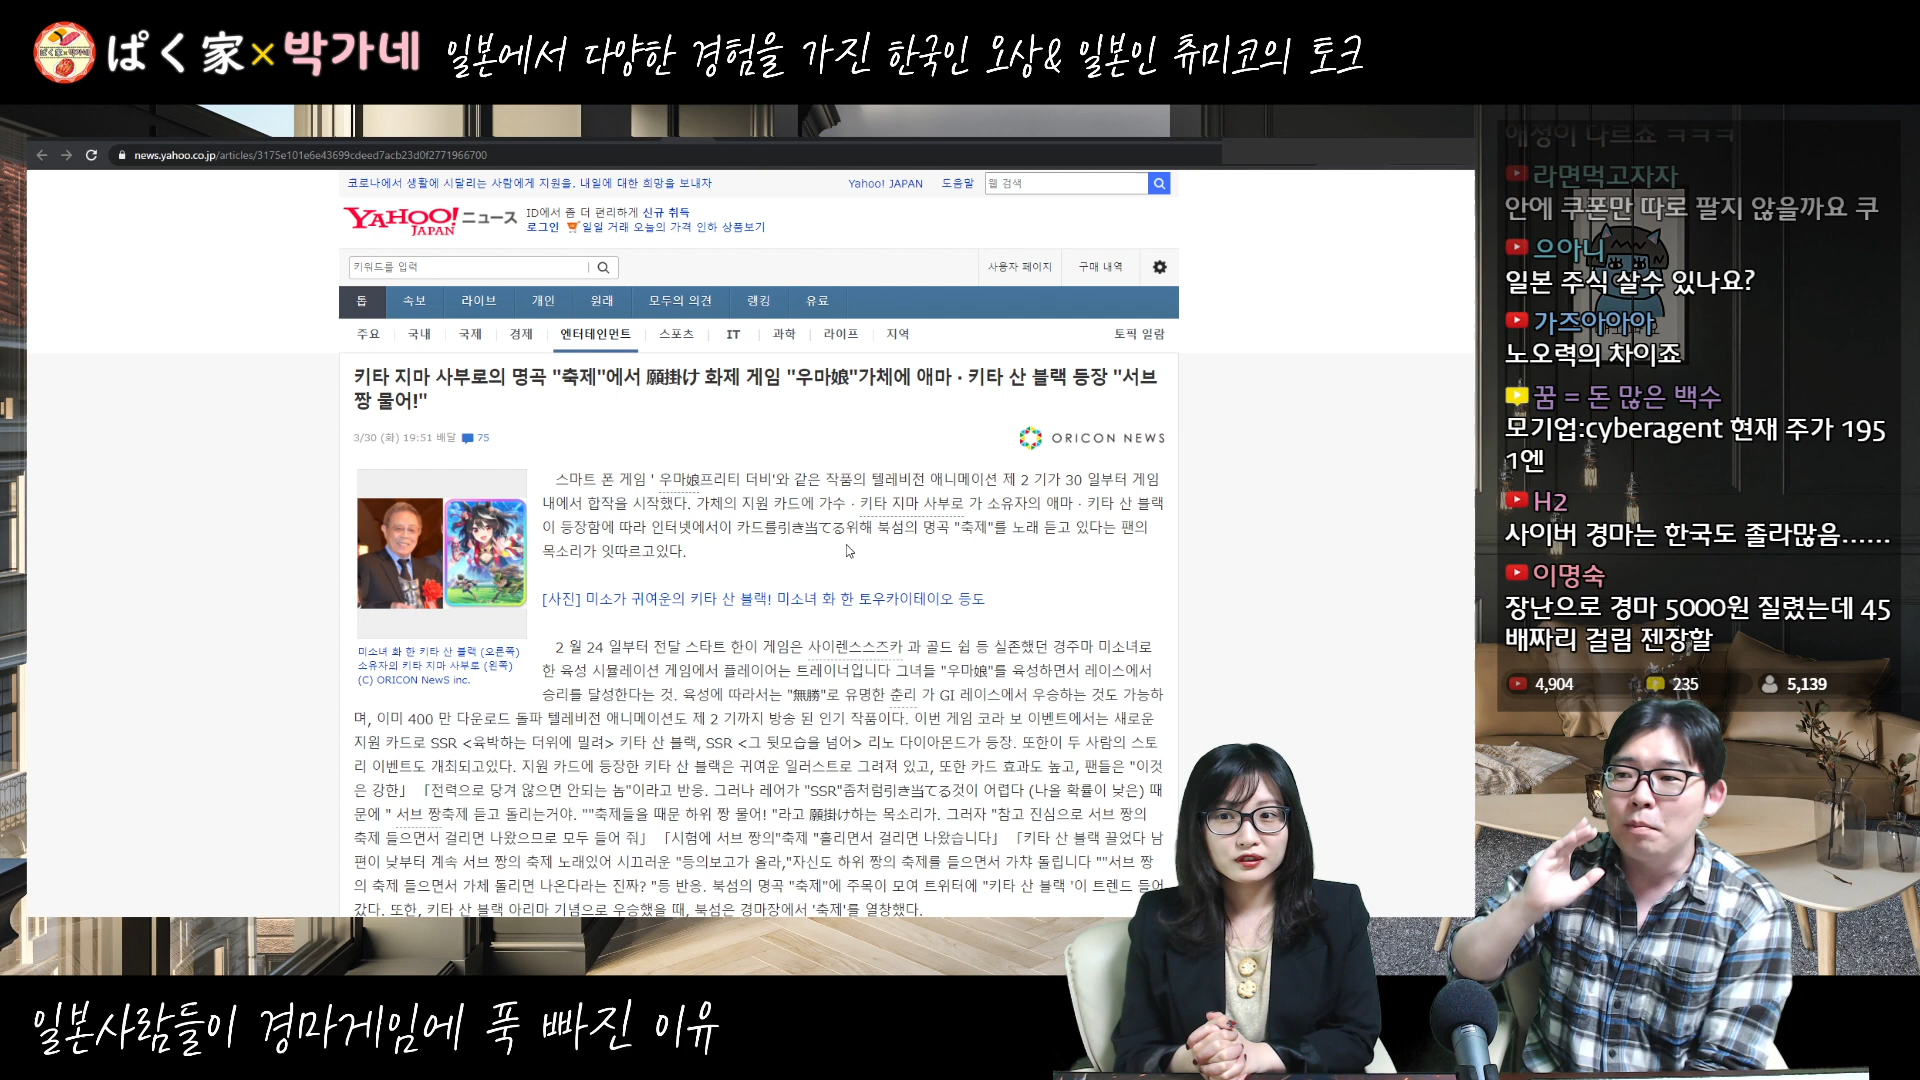 ぱく家×박가네 일본에서 다양한 경험을 가진 한국인 오상& 일본인 츄미코의 토크
news.yahoo.co.jp/articles/3175e101e6e43699cdeed7acb23d0f2771966700
코로나에서 생활에 시달리는 사람에게 지원을. 내일에 대한 희망을 보내자
Yahoo! JAPAN 도움말 웹 검색
YAHOO! JAPAN ニュース
ID에서 좀 더 편리하게 신규 취득
로그인 일일 거래 오늘의 가격 인하 상품보기
키워드를 입력
사용자 페이지 구매 내역
톱 속보 라이브 개인 원래 모두의 의견 랭킹 유료
주요 국내 국제 경제 엔터테인먼트 스포츠 IT 과학 라이프 지역 토픽 일람
키타 지마 사부로의 명곡 "축제"에서 願掛け 화제 게임 "우마娘"가체에 애마 · 키타 산 블랙 등장 "서브
짱 물어!"
3/30 (화) 19:51 배달 75
ORICON NEWS
스마트 폰 게임 ' 우마娘프리티 더비'와 같은 작품의 텔레비전 애니메이션 제 2 기가 30 일부터 게임
내에서 합작을 시작했다. 가체의 지원 카드에 가수 · 키타 지마 사부로 가 소유자의 애마 · 키타 산 블랙
이 등장함에 따라 인터넷에서이 카드를引き当てる위해 북섬의 명곡 "축제"를 노래 듣고 있다는 팬의
목소리가 잇따르고있다.
[사진] 미소가 귀여운의 키타 산 블랙! 미소녀 화 한 토우카이테이오 등도
미소녀 화 한 키타 산 블랙 (오른쪽)
소유자의 키타 지마 사부로 (왼쪽)
(C) ORICON NewS inc.
2 월 24 일부터 전달 스타트 한이 게임은 사이렌스스즈카 과 골드 쉽 등 실존했던 경주마 미소녀로
한 육성 시뮬레이션 게임에서 플레이어는 트레이너입니다 그녀들 "우마娘"를 육성하면서 레이스에서
승리를 달성한다는 것. 육성에 따라서는 "無勝"로 유명한 춘리 가 GI 레이스에서 우승하는 것도 가능하
며, 이미 400 만 다운로드 돌파 텔레비전 애니메이션도 제 2 기까지 방송 된 인기 작품이다. 이번 게임 코라 보 이벤트에서는 새로운
지원 카드로 SSR <육박하는 더위에 밀려> 키타 산 블랙, SSR <그 뒷모습을 넘어> 리노 다이아몬드가 등장. 또한이 두 사람의 스토
리 이벤트도 개최되고있다. 지원 카드에 등장한 키타 산 블랙은 귀여운 일러스트로 그려져 있고, 또한 카드 효과도 높고, 팬들은 "이것
은 강한」 「전력으로 당겨 않으면 안되는 놈"이라고 반응. 그러나 레어가 "SSR"좀처럼引き当てる것이 어렵다 (나올 확률이 낮은) 때
문에 " 서브 짱축제 듣고 돌리는거야. ""축제들을 때문 하위 짱 물어! "라고 願掛け하는 목소리가. 그러자 "참고 진심으로 서브 짱의
축제 들으면서 걸리면 나왔으므로 모두 들어 줘」 「시험에 서브 짱의"축제 "흘리면서 걸리면 나왔습니다」 「키타 산 블랙 끌었다 남
편이 낮부터 계속 서브 짱의 축제 노래있어 시끄러운 "등의보고가 올라,"자신도 하위 짱의 축제를 들으면서 가챠 돌립니다 ""서브 짱
의 축제 들으면서 가체 돌리면 나온다라는 진짜? "등 반응. 북섬의 명곡 "축제"에 주목이 모여 트위터에 "키타 산 블랙 '이 트렌드 들어
갔다. 또한, 키타 산 블랙 아리마 기념으로 우승했을 때, 북섬은 경마장에서 '축제'를 열창했다.
애정이 다르죠 ㅋㅋㅋ
라면먹고자자
안에 쿠폰만 따로 팔지 않을까요 쿠
으아니
일본 주식 살수 있나요?
가즈아아아
노오력의 차이죠
꿈 = 돈 많은 백수
모기업:cyberagent 현재 주가 195
1엔
H2
사이버 경마는 한국도 졸라많음......
이명숙
장난으로 경마 5000원 질렀는데 45
배짜리 걸림 젠장할
4,904 235 5,139
일본사람들이 경마게임에 푹 빠진 이유